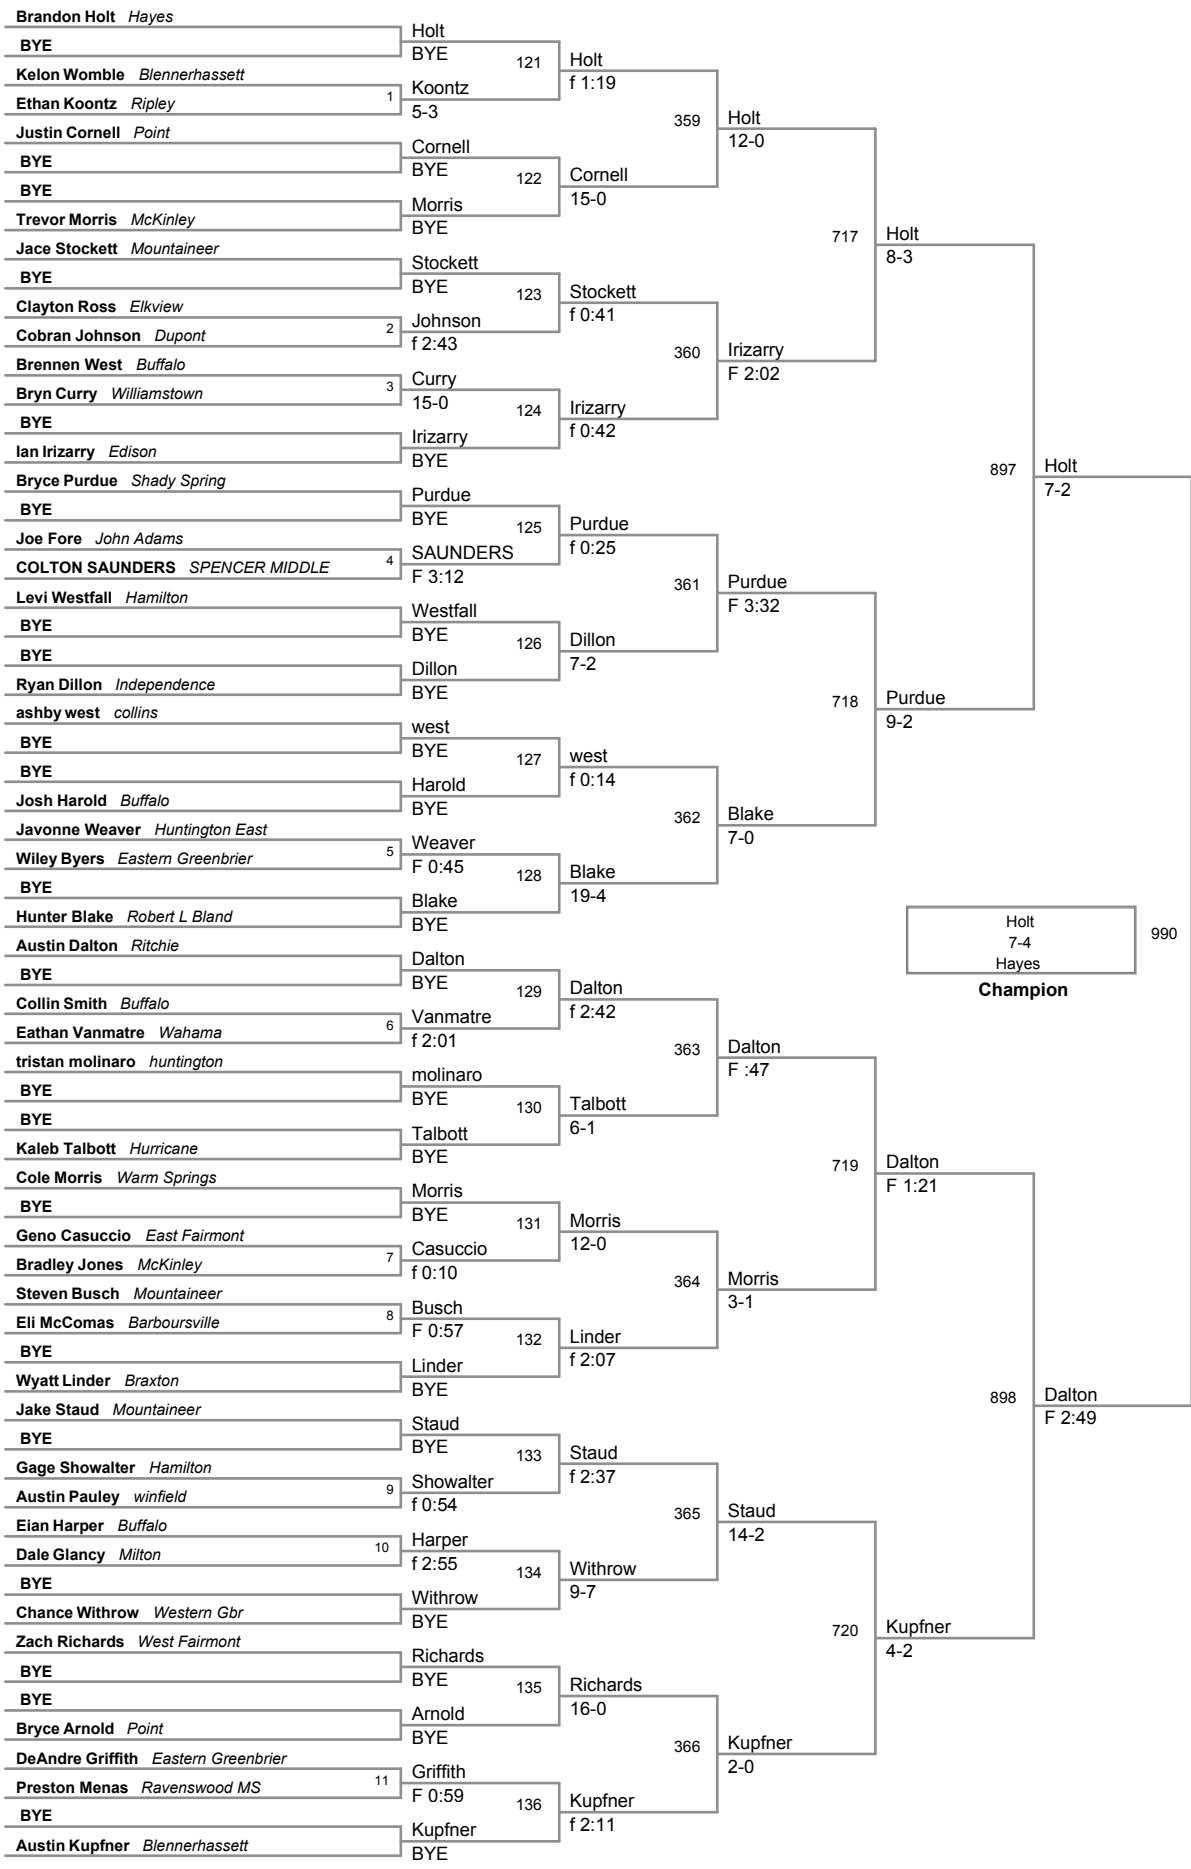 Brandon Holt Hayes
BYE
Kelon Womble Blennerhassett
Ethan Koontz Ripley
Justin Cornell Point
BYE
BYE
Trevor Morris McKinley
Jace Stockett Mountaineer
BYE
Clayton Ross Elkview
Cobran Johnson Dupont
Brennen West Buffalo
Bryn Curry Williamstown
BYE
Ian Irizarry Edison
Bryce Purdue Shady Spring
BYE
Joe Fore John Adams
COLTON SAUNDERS SPENCER MIDDLE
Levi Westfall Hamilton
BYE
BYE
Ryan Dillon Independence
ashby west collins
BYE
BYE
Josh Harold Buffalo
Javonne Weaver Huntington East
Wiley Byers Eastern Greenbrier
BYE
Hunter Blake Robert L Bland
Austin Dalton Ritchie
BYE
Collin Smith Buffalo
Eathan Vanmatre Wahama
tristan molinaro huntington
BYE
BYE
Kaleb Talbott Hurricane
Cole Morris Warm Springs
BYE
Geno Casuccio East Fairmont
Bradley Jones McKinley
Steven Busch Mountaineer
Eli McComas Barboursville
BYE
Wyatt Linder Braxton
Jake Staud Mountaineer
BYE
Gage Showalter Hamilton
Austin Pauley winfield
Eian Harper Buffalo
Dale Glancy Milton
BYE
Chance Withrow Western Gbr
Zach Richards West Fairmont
BYE
BYE
Bryce Arnold Point
DeAndre Griffith Eastern Greenbrier
Preston Menas Ravenswood MS
BYE
Austin Kupfner Blennerhassett
1
2
3
4
5
6
7
8
9
10
11
Holt
BYE
Koontz
5-3
Cornell
BYE
Morris
BYE
Stockett
BYE
Johnson
f 2:43
Curry
15-0
Irizarry
BYE
Purdue
BYE
SAUNDERS
F 3:12
Westfall
BYE
Dillon
BYE
west
BYE
Harold
BYE
Weaver
F 0:45
Blake
BYE
Dalton
BYE
Vanmatre
f 2:01
molinaro
BYE
Talbott
BYE
Morris
BYE
Casuccio
f 0:10
Busch
F 0:57
Linder
BYE
Staud
BYE
Showalter
f 0:54
Harper
f 2:55
Withrow
BYE
Richards
BYE
Arnold
BYE
Griffith
F 0:59
Kupfner
BYE
121
122
123
124
125
126
127
128
129
130
131
132
133
134
135
136
Holt
f 1:19
Cornell
15-0
Stockett
f 0:41
Irizarry
f 0:42
Purdue
f 0:25
Dillon
7-2
west
f 0:14
Blake
19-4
Dalton
f 2:42
Talbott
6-1
Morris
12-0
Linder
f 2:07
Staud
f 2:37
Withrow
9-7
Richards
16-0
Kupfner
f 2:11
359
360
361
362
363
364
365
366
Holt
12-0
Irizarry
F 2:02
Purdue
F 3:32
Blake
7-0
Dalton
F :47
Morris
3-1
Staud
14-2
Kupfner
2-0
717
718
719
720
Holt
8-3
Purdue
9-2
Dalton
F 1:21
Kupfner
4-2
897
898
Holt
7-2
Dalton
F 2:49
Holt
7-4
Hayes
Champion
990